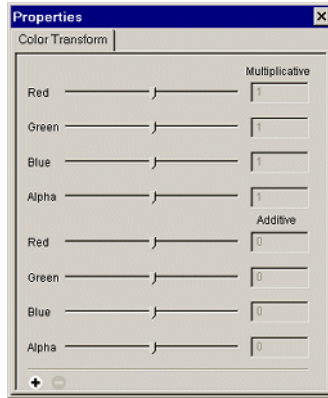 Properties
Color Transform
Multiplicative
Red 1
Green 1
Blue 1
Alpha 1
Additive
Red 0
Green 0
Blue 0
Alpha 0